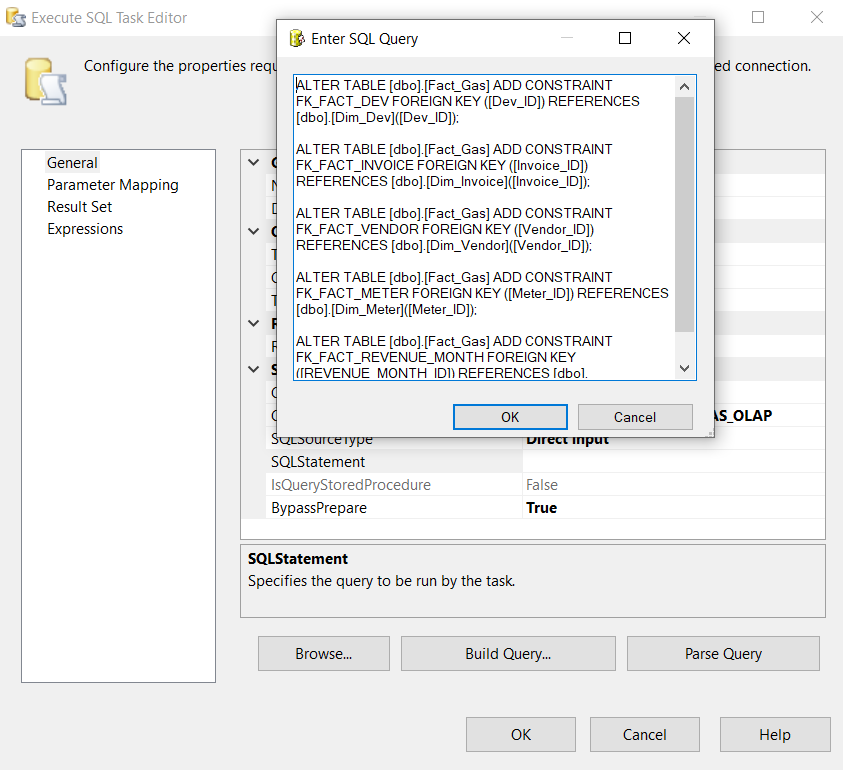 Execute SQL Task Editor
Enter SQL Query
Configure the properties requ
ed connection.
ALTER TABLE [dbo].[Fact_Gas] ADD CONSTRAINT
FK_FACT_DEV FOREIGN KEY ([Dev_ID]) REFERENCES
[dbo].[Dim_Dev]([Dev_ID]);
ALTER TABLE [dbo].[Fact_Gas] ADD CONSTRAINT
FK_FACT_INVOICE FOREIGN KEY ([Invoice_ID])
REFERENCES [dbo].[Dim_Invoice]([Invoice_ID]);
ALTER TABLE [dbo].[Fact_Gas] ADD CONSTRAINT
FK_FACT_VENDOR FOREIGN KEY ([Vendor_ID])
REFERENCES [dbo].[Dim_Vendor]([Vendor_ID]);
ALTER TABLE [dbo].[Fact_Gas] ADD CONSTRAINT
FK_FACT_METER FOREIGN KEY ([Meter_ID]) REFERENCES
[dbo].[Dim_Meter]([Meter_ID]);
ALTER TABLE [dbo].[Fact_Gas] ADD CONSTRAINT
FK_FACT_REVENUE_MONTH FOREIGN KEY
([REVENUE_MONTH_ID]) REFERENCES [dbo].
OK
Cancel
General
Parameter Mapping
Result Set
Expressions
AS_OLAP
SQLSourceType
Direct input
SQLStatement
IsQueryStoredProcedure
False
BypassPrepare
True
SQLStatement
Specifies the query to be run by the task.
Browse...
Build Query...
Parse Query
OK
Cancel
Help